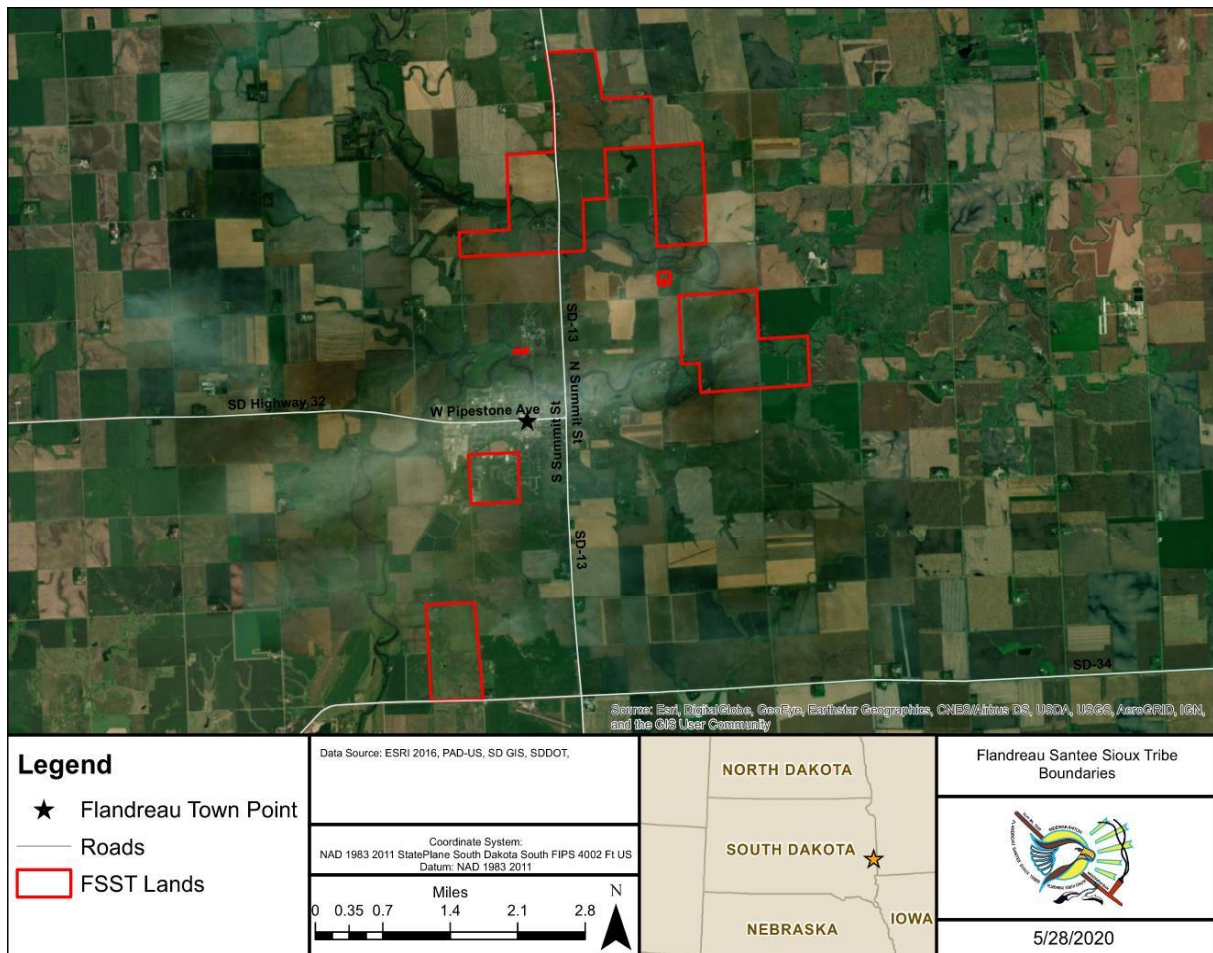 SD-13
N Summit St
SD Highway 32
W Pipestone Ave
S Summit St
SD-13
SD-34
Source: Esri, DigitalGlobe, GeoEye, Earthstar Geographics, CNES/Airbus DS, USDA, USGS, AeroGRID, IGN,
and the GIS User Community
Legend
Flandreau Town Point
Roads
FSST Lands
Data Source: ESRI 2016, PAD-US, SD GIS, SDDOT,
Coordinate System:
NAD 1983 2011 StatePlane South Dakota South FIPS 4002 Ft US
Datum: NAD 1983 2011
Miles
N
0 0.35 0.7 1.4 2.1 2.8
NORTH DAKOTA
SOUTH DAKOTA
NEBRASKA
IOWA
Flandreau Santee Sioux Tribe
Boundaries
5/28/2020